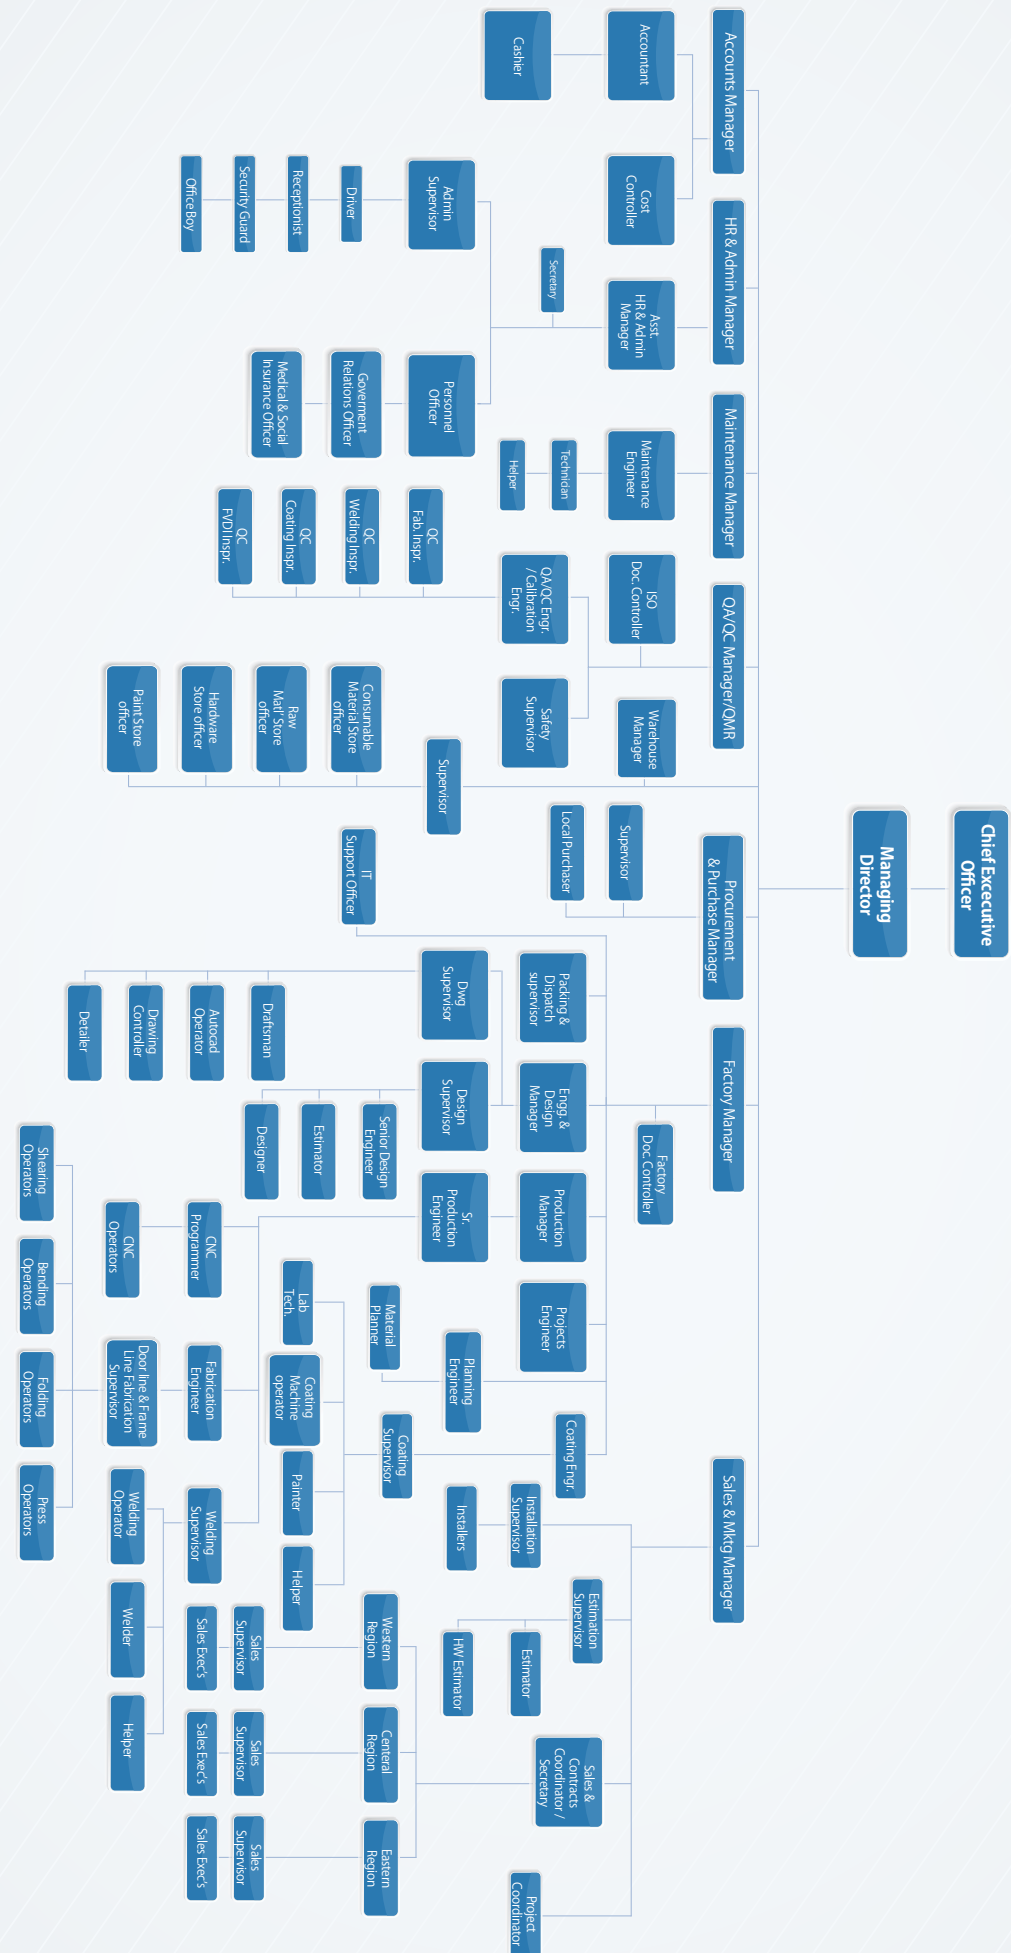 Chief Excecutive
Officer
Managing
Director
Accounts Manager
HR & Admin Manager
Maintenance Manager
QA/QC Manager/QMR
Procurement
& Purchase Manager
Factory Manager
Sales & Mktg Manager
Accountant
Cost
Controller
Cashier
Asst.
HR & Admin
Manager
Secretary
Admin
Supervisor
Driver
Receptionist
Security Guard
Office Boy
Personnel
Officer
Goverment
Relations Officer
Medical & Social
Insurance Officer
Maintenance
Engineer
Technician
Helper
ISO
Doc. Controller
QA/QC Engr.
/ Calibration
Engr.
Safety
Supervisor
QC
Fab. Inspr.
QC
Welding Inspr.
QC
Coating Inspr.
QC
FVDI Inspr.
Warehouse
Manager
Supervisor
Consumable
Material Store
officer
Raw
Matl' Store
officer
Hardware
Store officer
Paint Store
officer
Supervisor
Local Purchaser
Factory
Doc. Controller
IT
Support Officer
Packing &
Dispatch
supervisor
Engg. &
Design
Manager
Production
Manager
Projects
Engineer
Planning
Engineer
Material
Planner
Coating Engr.
Dwg
Supervisor
Draftsman
Autocad
Operator
Drawing
Controller
Detailer
Design
Supervisor
Senior Design
Engineer
Estimator
Designer
Sr.
Production
Engineer
CNC
Programmer
CNC
Operators
Fabrication
Engineer
Door line & Frame
Line Fabrication
Supervisor
Shearing
Operators
Bending
Operators
Folding
Operators
Press
Operators
Welding
Supervisor
Welding
Operator
Welder
Helper
Coating
Supervisor
Lab
Tech.
Coating
Machine
operator
Painter
Helper
Installation
Supervisor
Installers
Estimation
Supervisor
Estimator
HW Estimator
Sales &
Contracts
Coordinator /
Secretary
Project
Coordinator
Western
Region
Sales
Supervisor
Sales Exec's
Centeral
Region
Sales
Supervisor
Sales Exec's
Eastern
Region
Sales
Supervisor
Sales Exec's